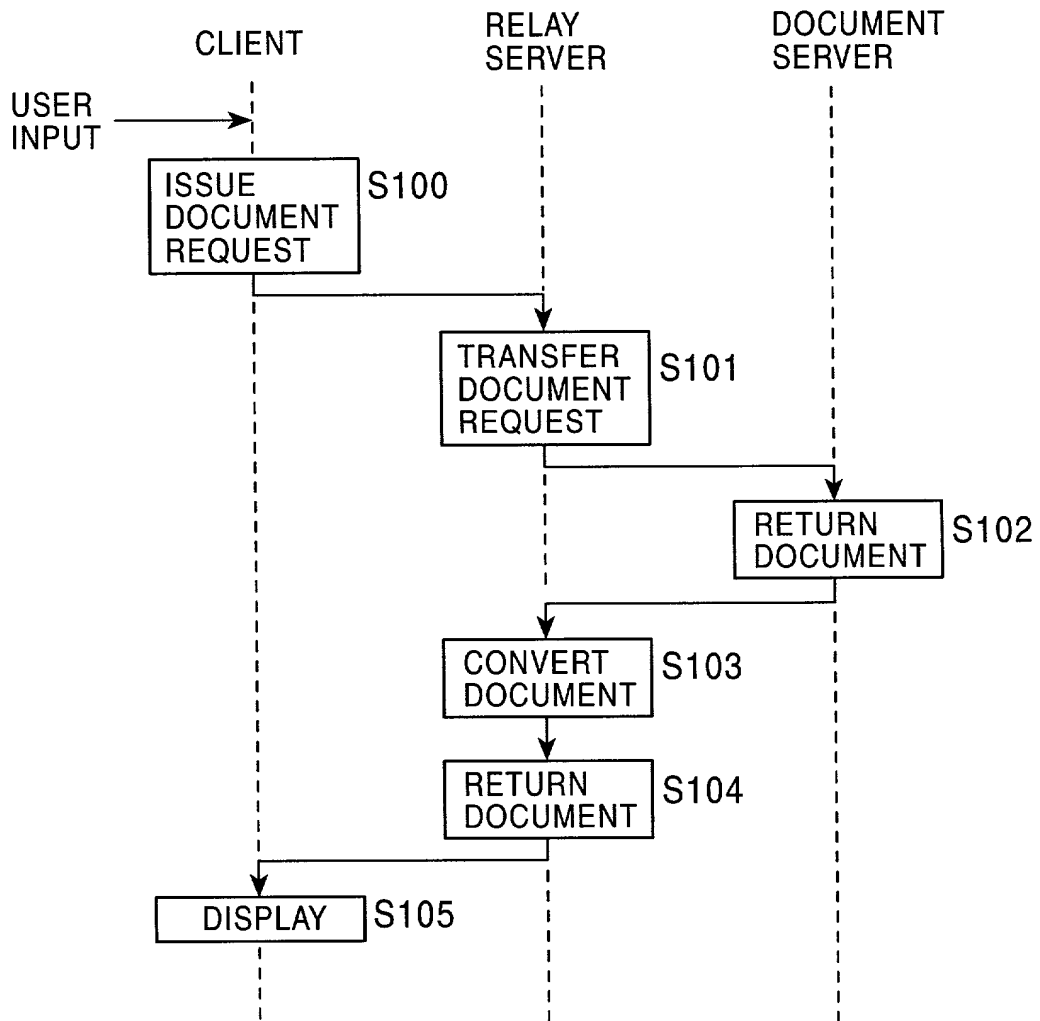 CLIENT
RELAY
SERVER
DOCUMENT
SERVER
USER
INPUT
ISSUE
DOCUMENT
REQUEST
S100
TRANSFER
DOCUMENT
REQUEST
S101
RETURN
DOCUMENT
S102
CONVERT
DOCUMENT
S103
RETURN
DOCUMENT
S104
DISPLAY
S105